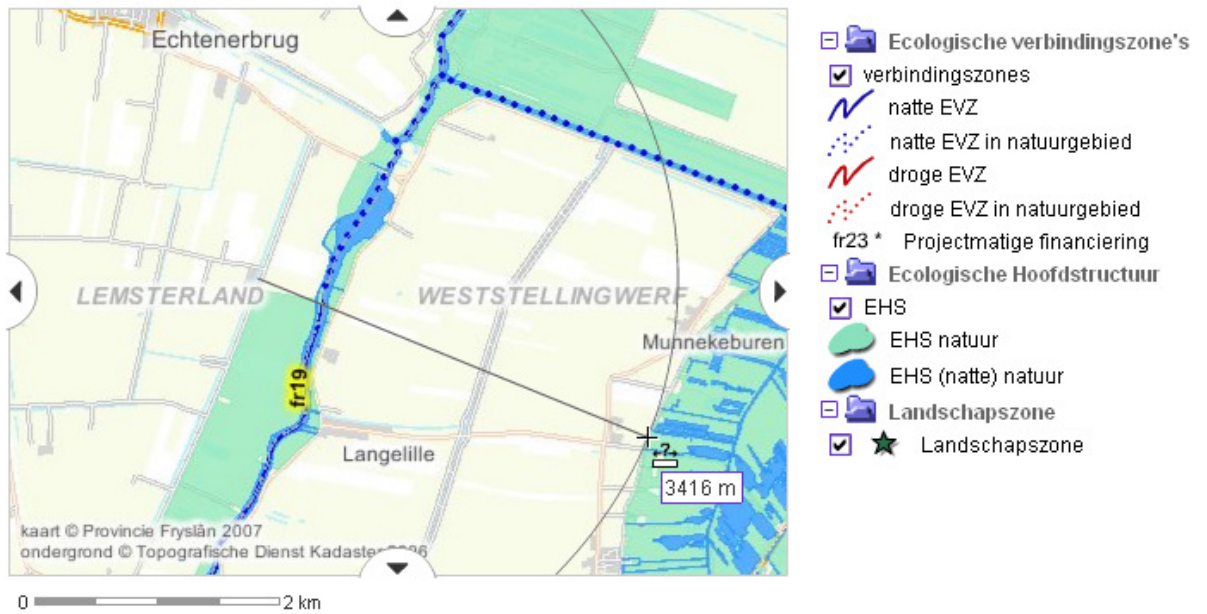 Echtenerbrug
LEMSTERLAND
WESTSTELLINGWERF
Munnekeburen
fr19
Langelille
3416 m
kaart © Provincie Fryslân 2007
ondergrond © Topografische Dienst Kadaster 2006
0 2 km
Ecologische verbindingszone's
verbindingszones
natte EVZ
natte EVZ in natuurgebied
droge EVZ
droge EVZ in natuurgebied
fr23 * Projectmatige financiering
Ecologische Hoofdstructuur
EHS
EHS natuur
EHS (natte) natuur
Landschapszone
Landschapszone